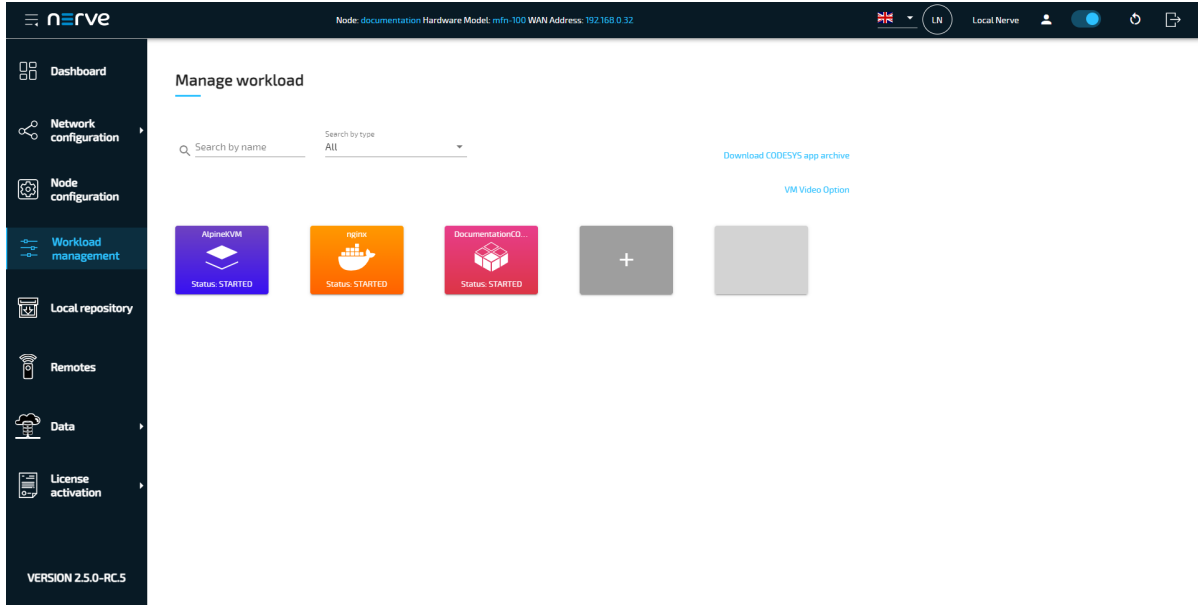 nerve
Node: documentation Hardware Model: mfn-100 WAN Address: 192.168.0.32
LN
Local Nerve
Dashboard
Network
configuration
Node
configuration
Workload
management
Local repository
Remotes
Data
License
activation
VERSION 2.5.0-RC.5
Manage workload
Search by name
Search by type
All
Download CODESYS app archive
VM Video Option
AlpineKVM
Status: STARTED
nginx
Status: STARTED
DocumentationCO...
Status: STARTED
+